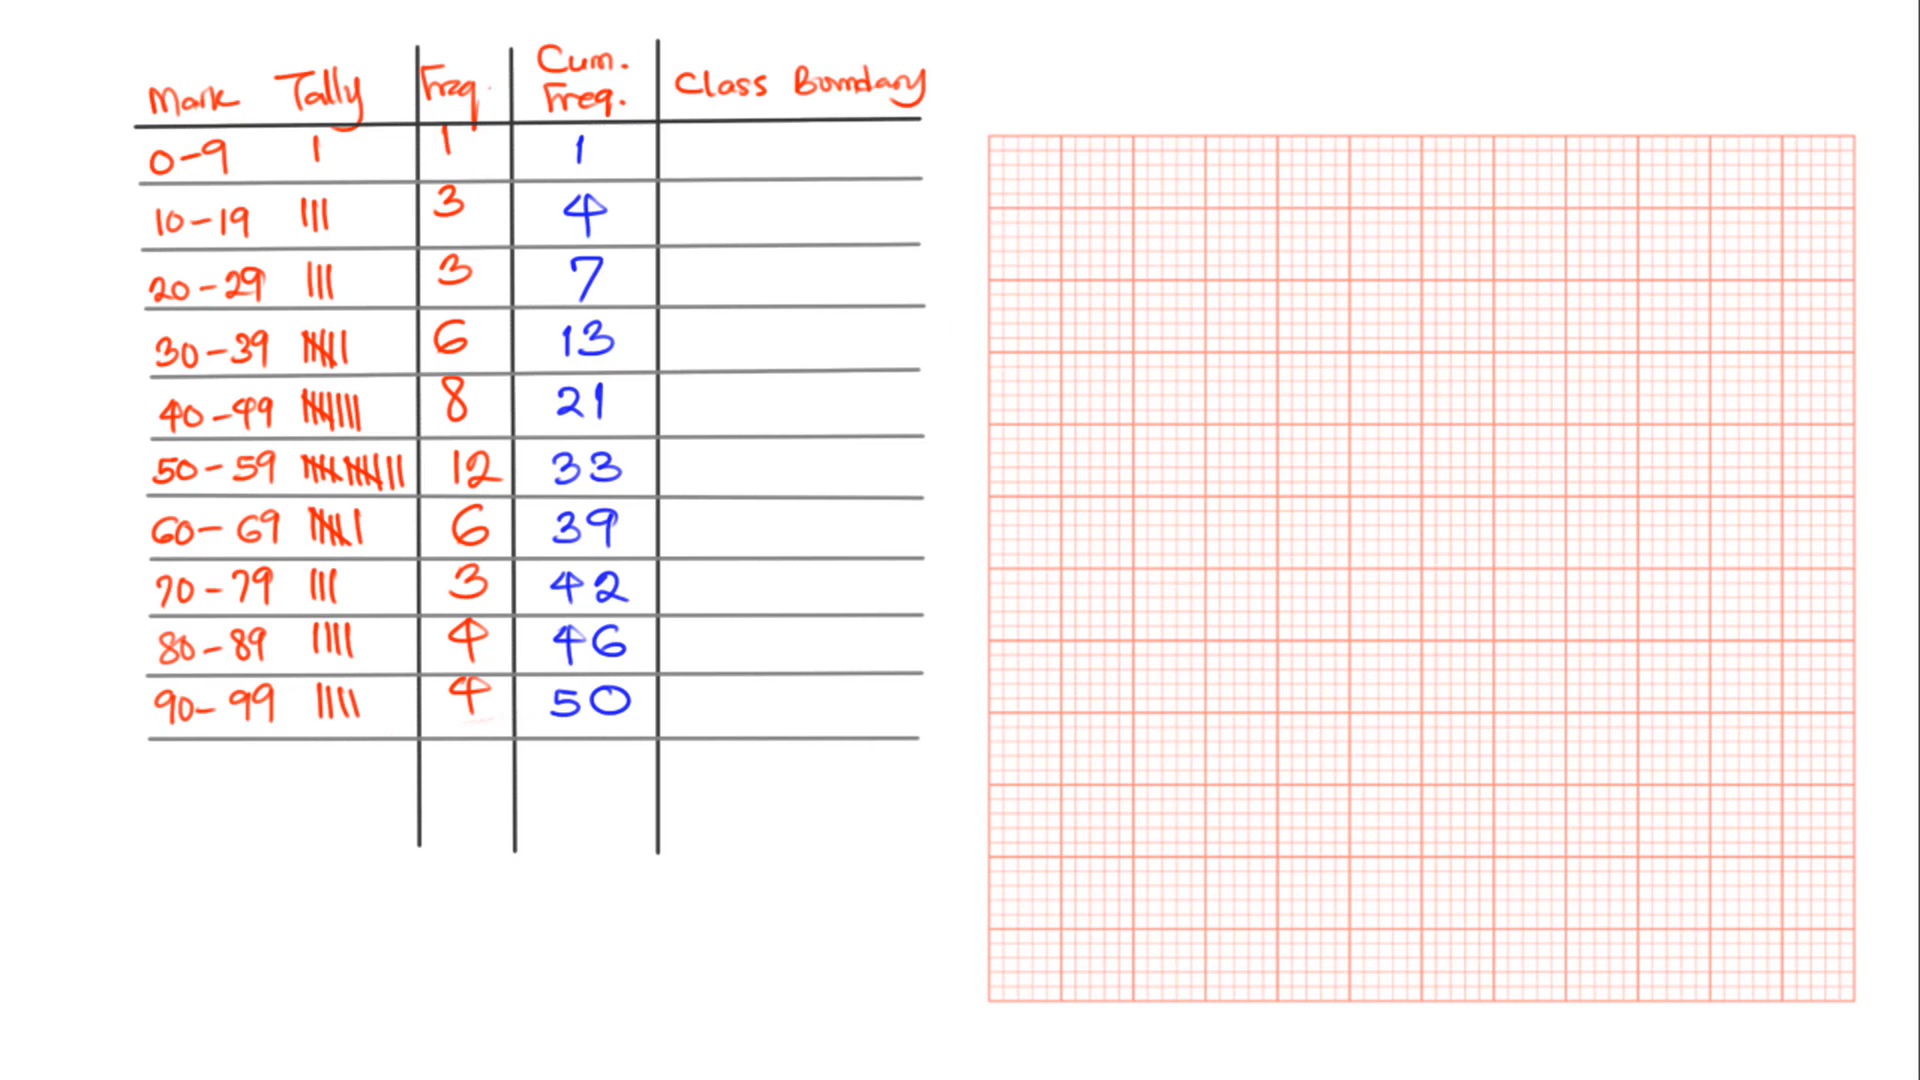 Mark Tally Freq. Cum. Freq. Class Boundary
0-9 1 1
10-19 3 4
20-29 3 7
30-39 6 13
40-49 8 21
50-59 12 33
60-69 6 39
70-79 3 42
80-89 4 46
90-99 4 50